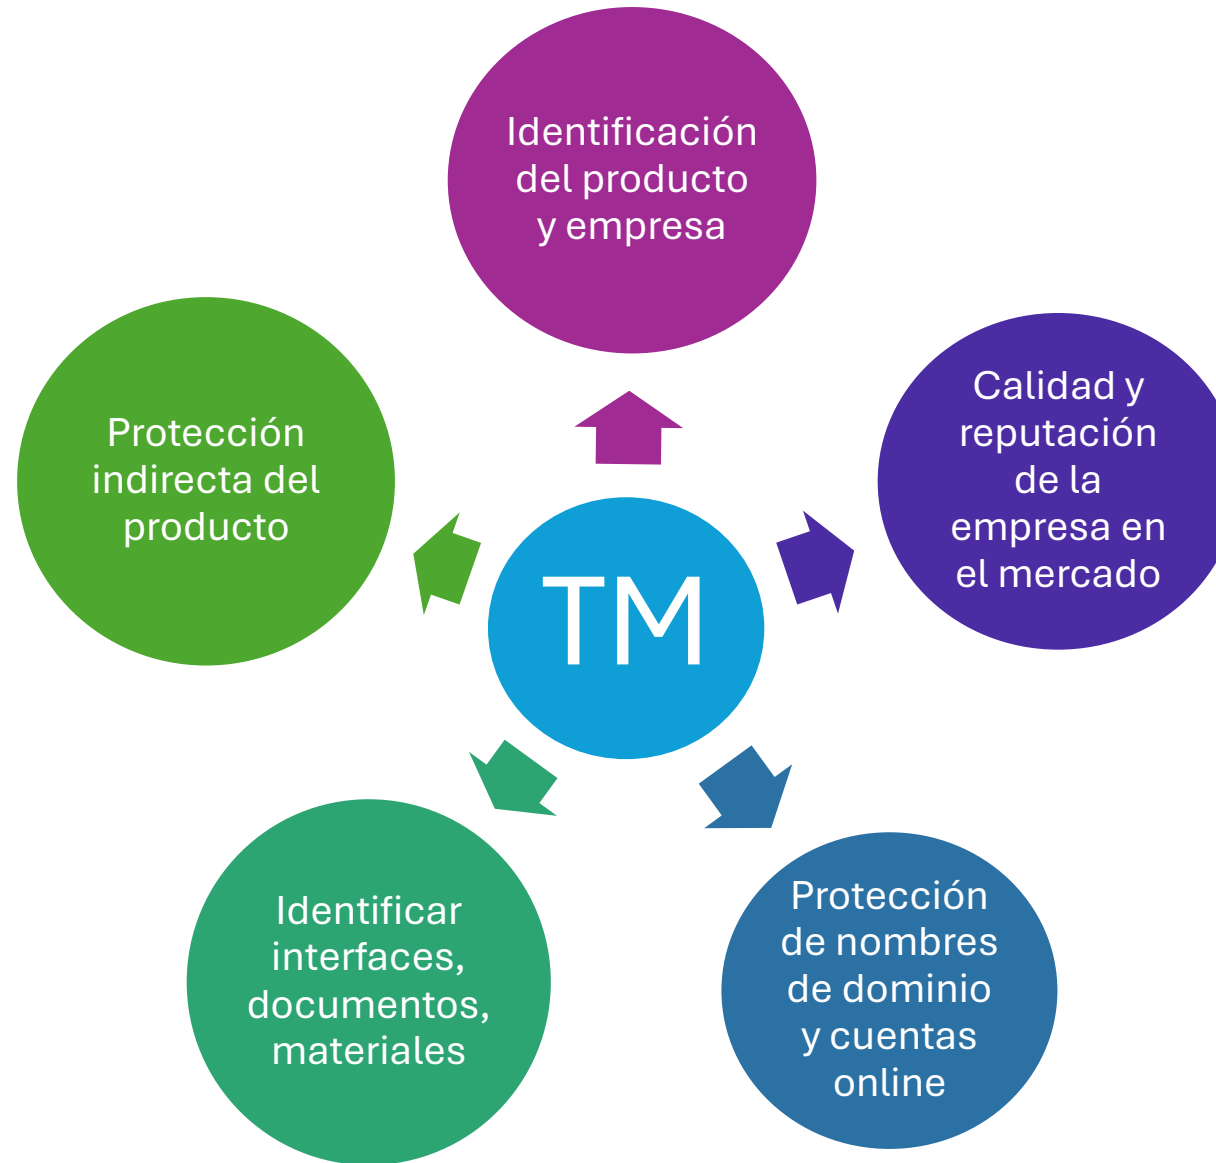 Identificación
del producto
y empresa
Calidad y
reputación
de la
empresa en
el mercado
Protección
indirecta del
producto
TM
Protección
de nombres
de dominio
y cuentas
online
Identificar
interfaces,
documentos,
materiales